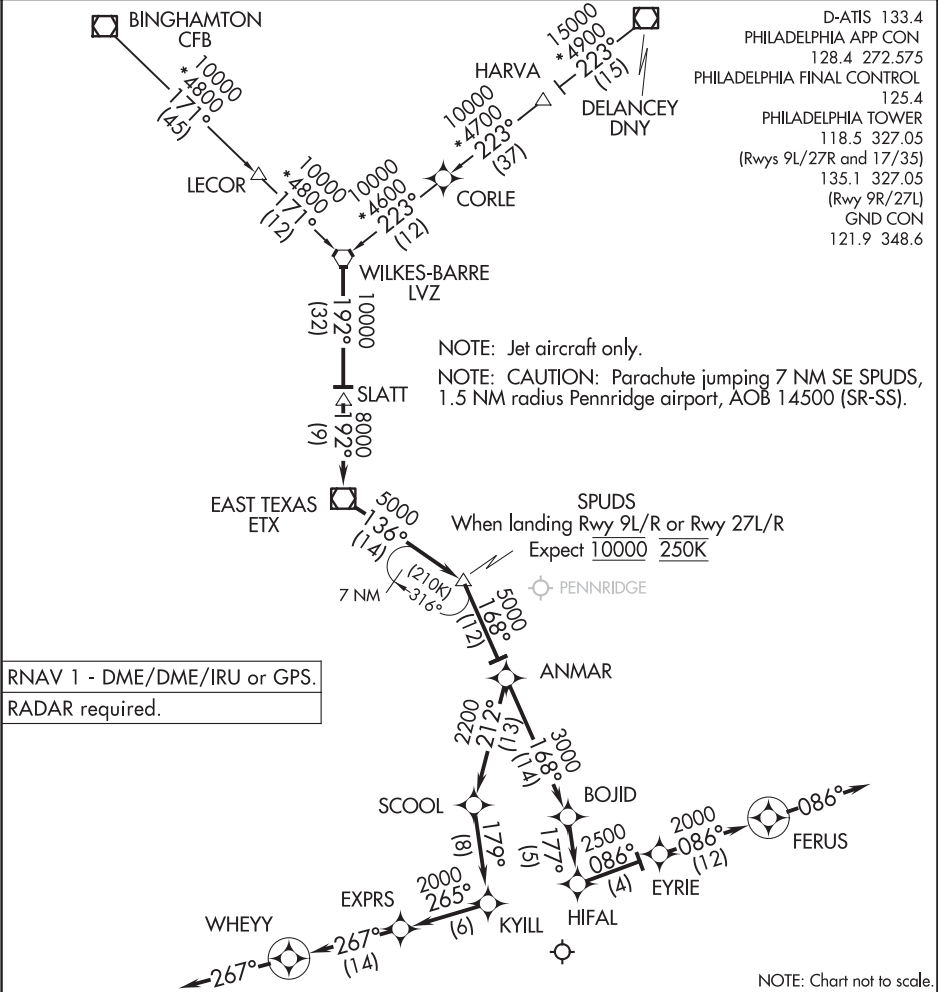 BINGHAMTON
CFB
10000
*4800
171°
(45)
LECOR
10000
*4800
171°
(12)
15000
*4900
223°
(15)
DELANCEY
DNY
HARVA
10000
*4700
223°
(37)
CORLE
10000
*4600
223°
(12)
D-ATIS 133.4
PHILADELPHIA APP CON
128.4 272.575
PHILADELPHIA FINAL CONTROL
125.4
PHILADELPHIA TOWER
118.5 327.05
(Rwys 9L/27R and 17/35)
135.1 327.05
(Rwy 9R/27L)
GND CON
121.9 348.6
WILKES-BARRE
LVZ
10000
192°
(32)
NOTE: Jet aircraft only.
NOTE: CAUTION: Parachute jumping 7 NM SE SPUDS,
1.5 NM radius Pennridge airport, AOB 14500 (SR-SS).
SLATT
8000
192°
(9)
EAST TEXAS
ETX
5000
136°
(14)
SPUDS
When landing Rwy 9L/R or Rwy 27L/R
Expect 10000 250K
7 NM
(210K)
316°
PENNRIDGE
5000
168°
(12)
RNAV 1 - DME/DME/IRU or GPS.
RADAR required.
ANMAR
2200
212°
(13)
3000
168°
(14)
SCOOL
179°
(8)
BOJID
177°
(5)
2500
086°
(4)
EYRIE
2000
086°
(12)
FERUS
086°
HIFAL
KYILL
2000
265°
(6)
EXPRS
267°
(14)
WHEYY
267°
NOTE: Chart not to scale.